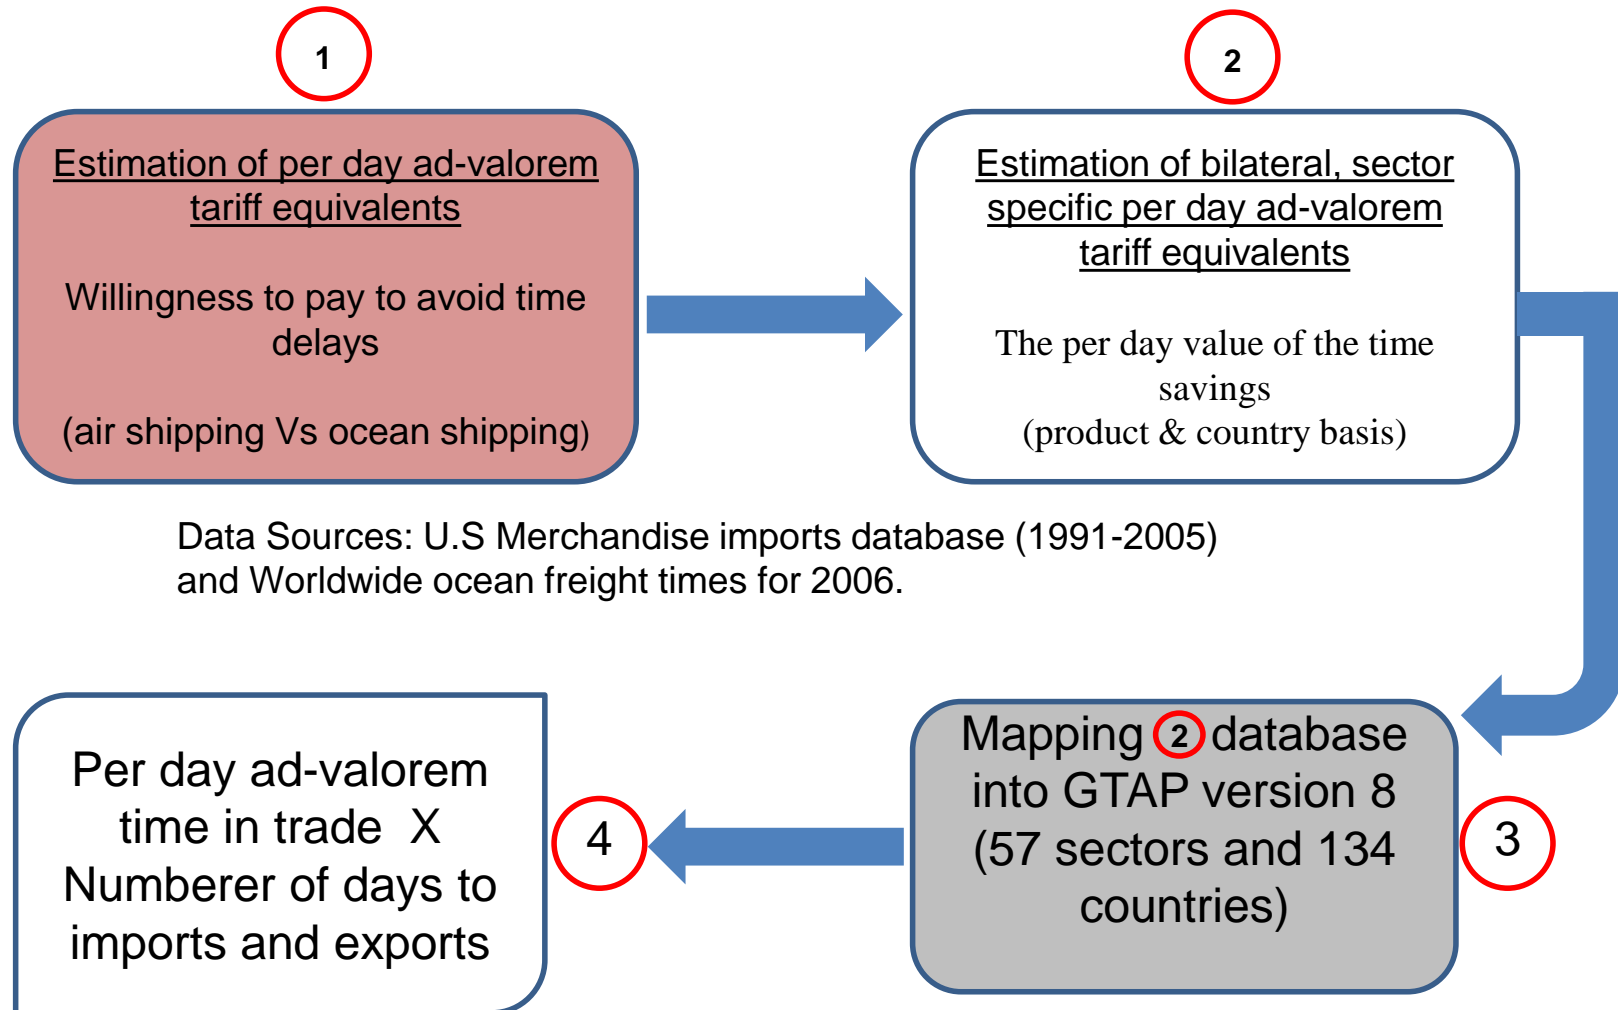 1
Estimation of per day ad-valorem
tariff equivalents
Willingness to pay to avoid time
delays
(air shipping Vs ocean shipping)
2
Estimation of bilateral, sector
specific per day ad-valorem
tariff equivalents
The per day value of the time
savings
(product & country basis)
Data Sources: U.S Merchandise imports database (1991-2005)
and Worldwide ocean freight times for 2006.
Mapping 2 database
into GTAP version 8
(57 sectors and 134
countries)
3
Per day ad-valorem
time in trade X
Numberer of days to
imports and exports
4